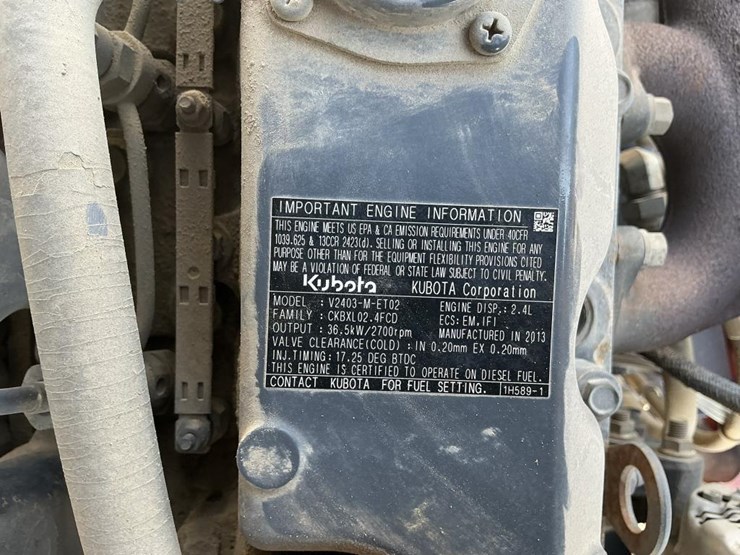 IMPORTANT ENGINE INFORMATION
THIS ENGINE MEETS US EPA & CA EMISSION REQUIREMENTS UNDER 40CFR
1039.625 & 13CCR 2423(d). SELLING OR INSTALLING THIS ENGINE FOR ANY
PURPOSE OTHER THAN FOR THE EQUIPMENT FLEXIBILITY PROVISIONS CITED
MAY BE A VIOLATION OF FEDERAL OR STATE LAW SUBJECT TO CIVIL PENALTY.
Kubota KUBOTA Corporation
MODEL : V2403-M-ET02 ENGINE DISP.: 2.4L
FAMILY : CKBXL02.4FCD ECS: EM, IFI
OUTPUT : 36.5kW/2700rpm MANUFACTURED IN 2013
VALVE CLEARANCE(COLD) : IN 0.20mm EX 0.20mm
INJ.TIMING: 17.25 DEG BTDC
THIS ENGINE IS CERTIFIED TO OPERATE ON DIESEL FUEL.
CONTACT KUBOTA FOR FUEL SETTING. 1H589-1